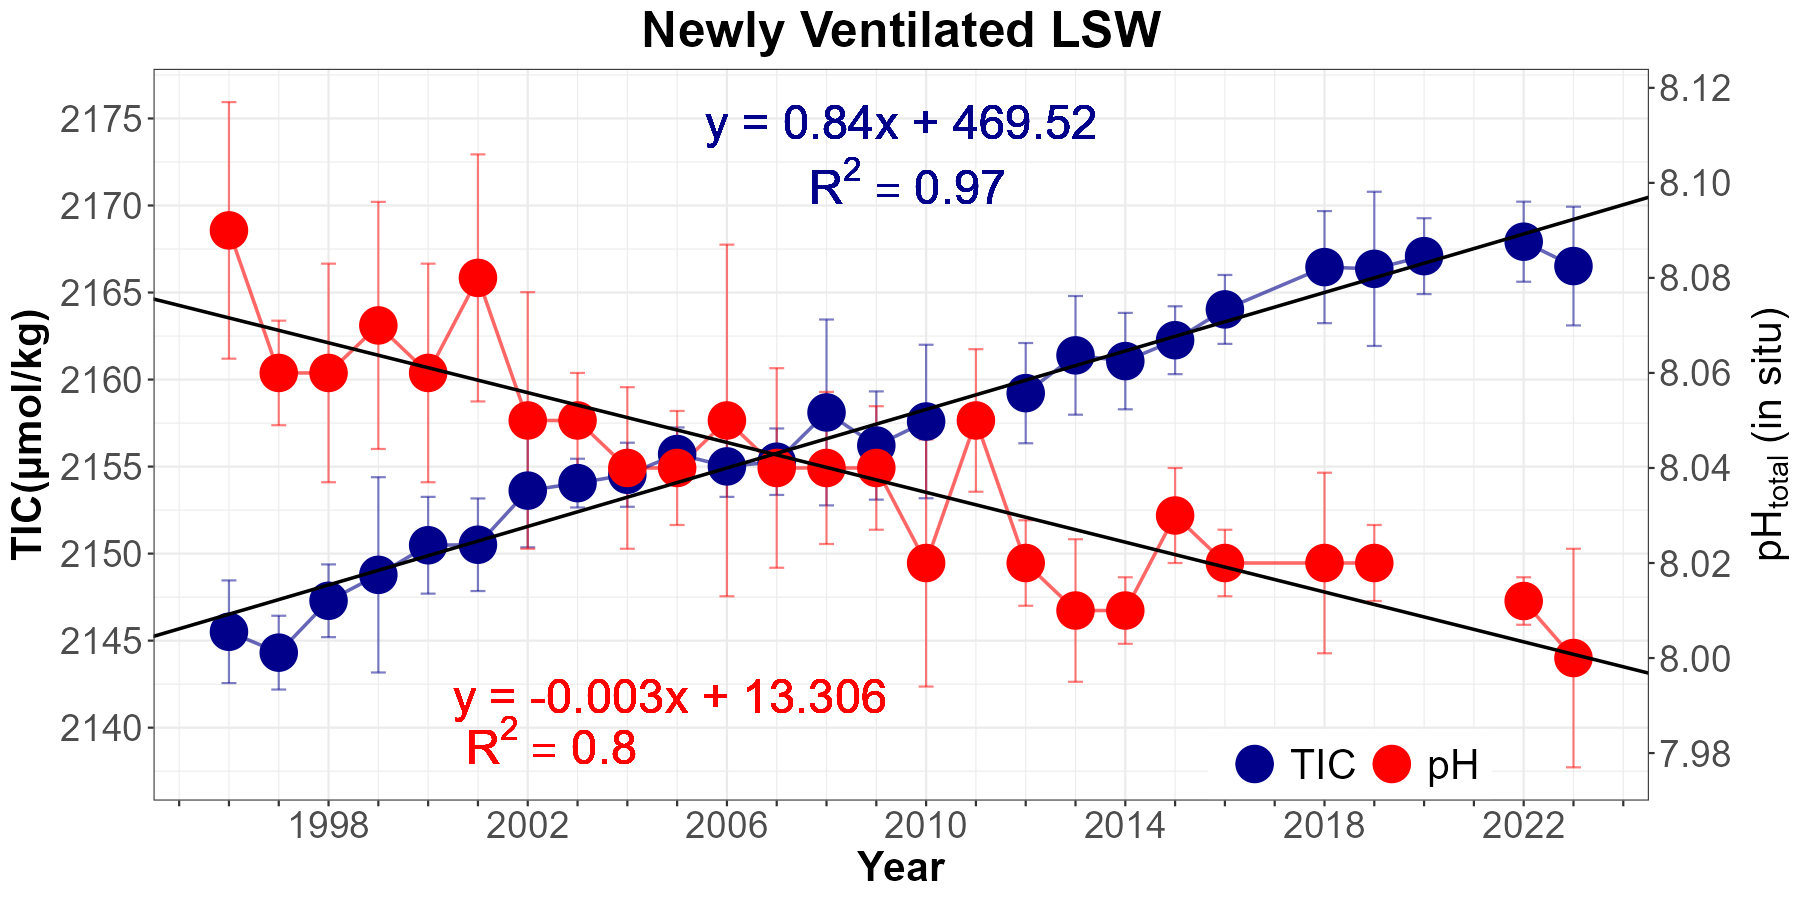 Newly Ventilated LSW
y = 0.84x + 469.52
R² = 0.97
y = -0.003x + 13.306
R² = 0.8
TIC(µmol/kg)
2175
2170
2165
2160
2155
2150
2145
2140
8.12
8.10
8.08
8.06
8.04
8.02
8.00
7.98
pHtotal (in situ)
TIC pH
1998 2002 2006 2010 2014 2018 2022
Year